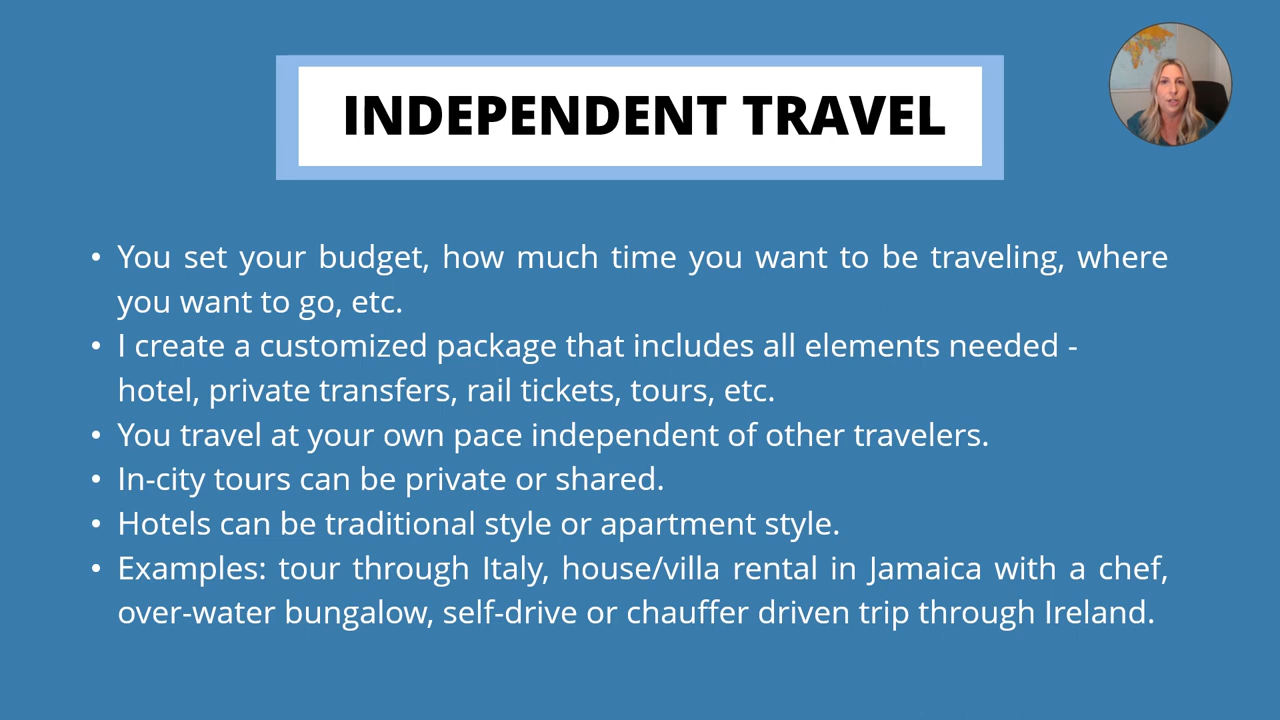 INDEPENDENT TRAVEL
• You set your budget, how much time you want to be traveling, where
you want to go, etc.
• I create a customized package that includes all elements needed -
hotel, private transfers, rail tickets, tours, etc.
• You travel at your own pace independent of other travelers.
• In-city tours can be private or shared.
• Hotels can be traditional style or apartment style.
• Examples: tour through Italy, house/villa rental in Jamaica with a chef,
over-water bungalow, self-drive or chauffer driven trip through Ireland.